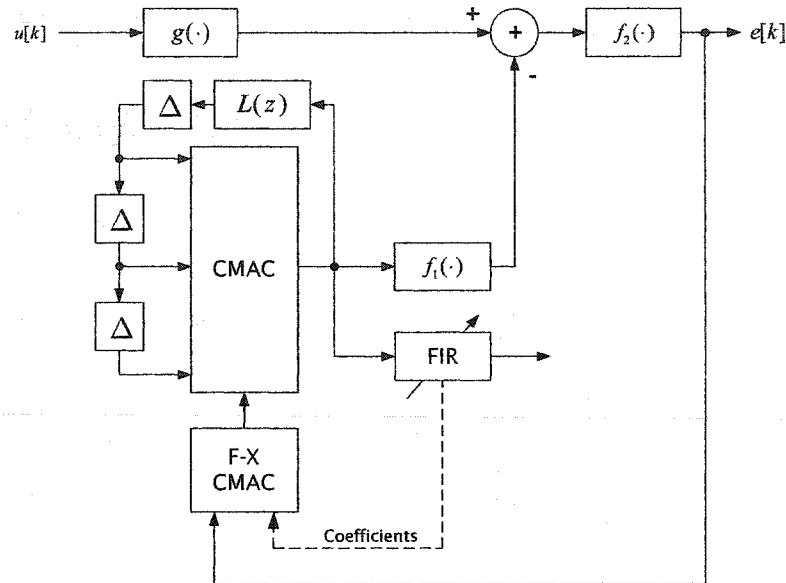 u[k]
g(·)
+
+
f₂(·)
e[k]
-
Δ
L(z)
Δ
CMAC
f₁(·)
Δ
FIR
F-X
CMAC
Coefficients